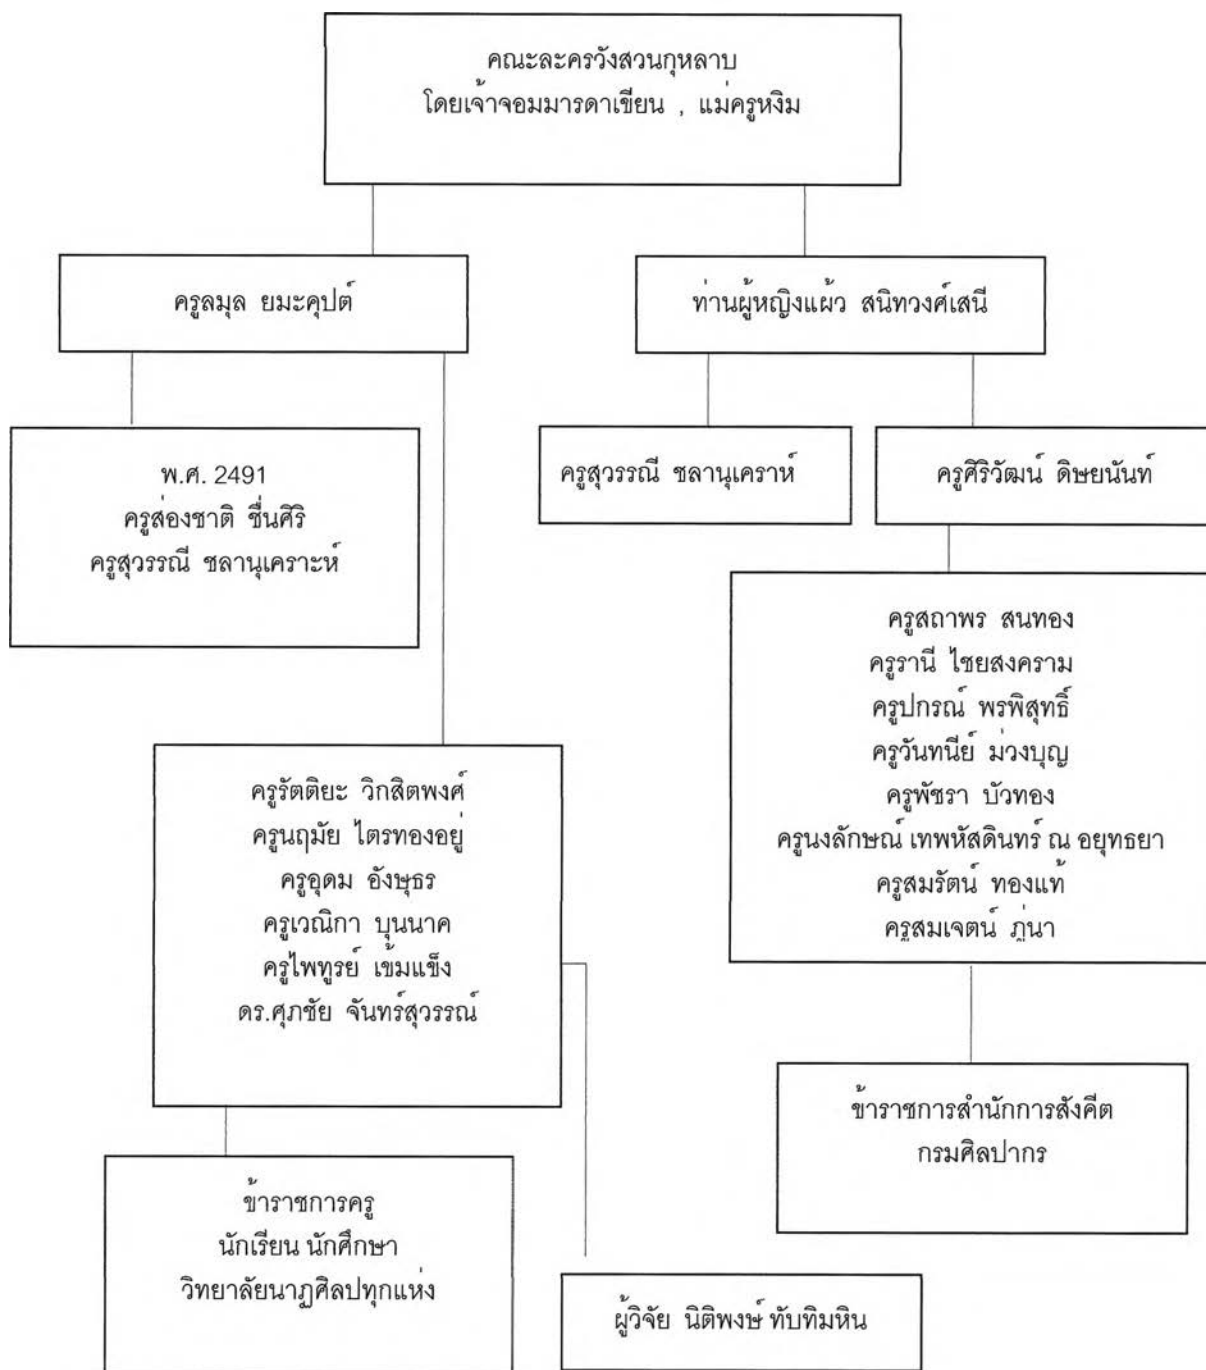 คณะละครวังสวนกุหลาบ
โดยเจ้าจอมมารดาเขียน , แม่ครูหงิม
ครูลมุล ยมะคุปต์
ท่านผู้หญิงแผ้ว สนิทวงศ์เสนี
พ.ศ. 2491
ครูส่องชาติ ชื่นศิริ
ครูสุวรรณี ชลานุเคราะห์
ครูสุวรรณี ชลานุเคราห์
ครูศิริวัฒน์ ดิษยนันท์
ครูสถาพร สนทอง
ครูรานี ไชยสงคราม
ครูปกรณ์ พรพิสุทธิ์
ครูวันทนีย์ ม่วงบุญ
ครูพัชรา บัวทอง
ครูนงลักษณ์ เทพหัสดินทร์ ณ อยุทธยา
ครูสมรัตน์ ทองแท้
ครูสมเจตน์ ภู่นา
ครูรัตติยะ วิกสิตพงศ์
ครูนฤมัย ไตรทองอยู่
ครูอุดม อังษุธร
ครูเวณิกา บุนนาค
ครูไพทูรย์ เข้มแข็ง
ดร.ศุภชัย จันทร์สุวรรณ์
ข้าราชการสำนักการสังคีต
กรมศิลปากร
ข้าราชการครู
นักเรียน นักศึกษา
วิทยาลัยนาฏศิลปทุกแห่ง
ผู้วิจัย นิติพงษ์ ทับทิมหิน